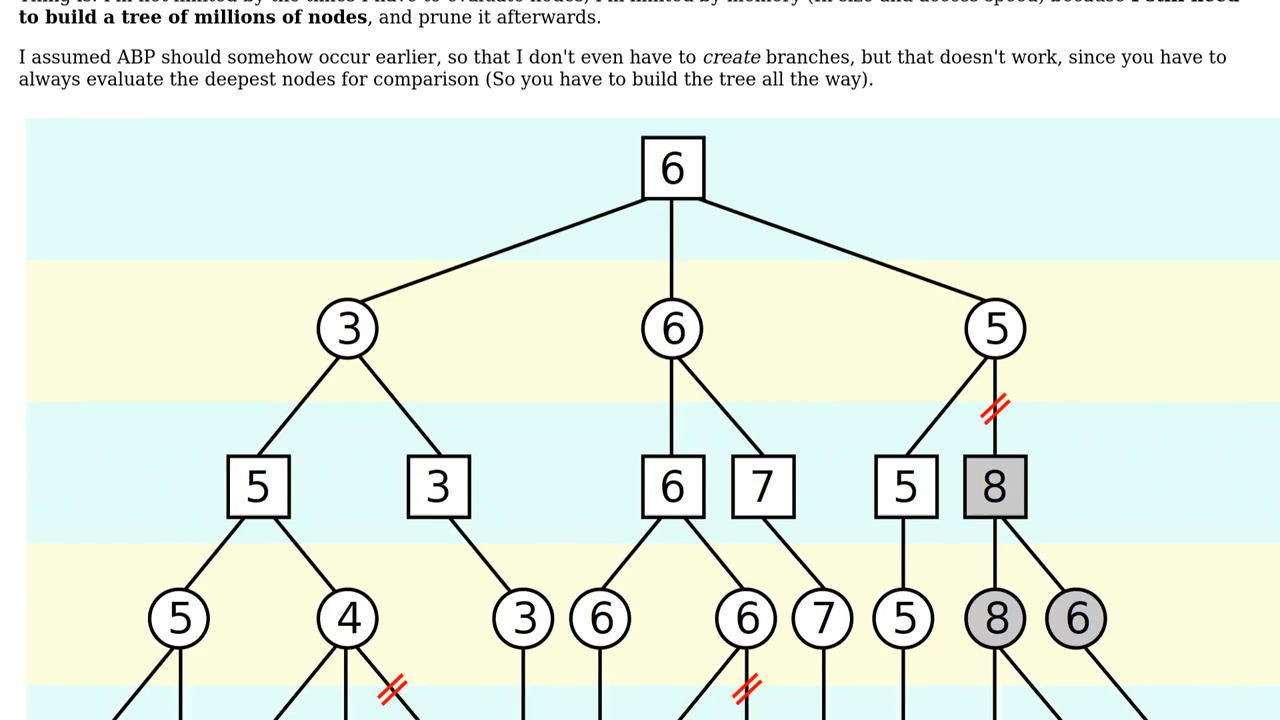 to build a tree of millions of nodes, and prune it afterwards.
I assumed ABP should somehow occur earlier, so that I don't even have to create branches, but that doesn't work, since you have to
always evaluate the deepest nodes for comparison (So you have to build the tree all the way).
6
3 6 5
5 3 6 7 5 8
5 4 3 6 6 7 5 8 6